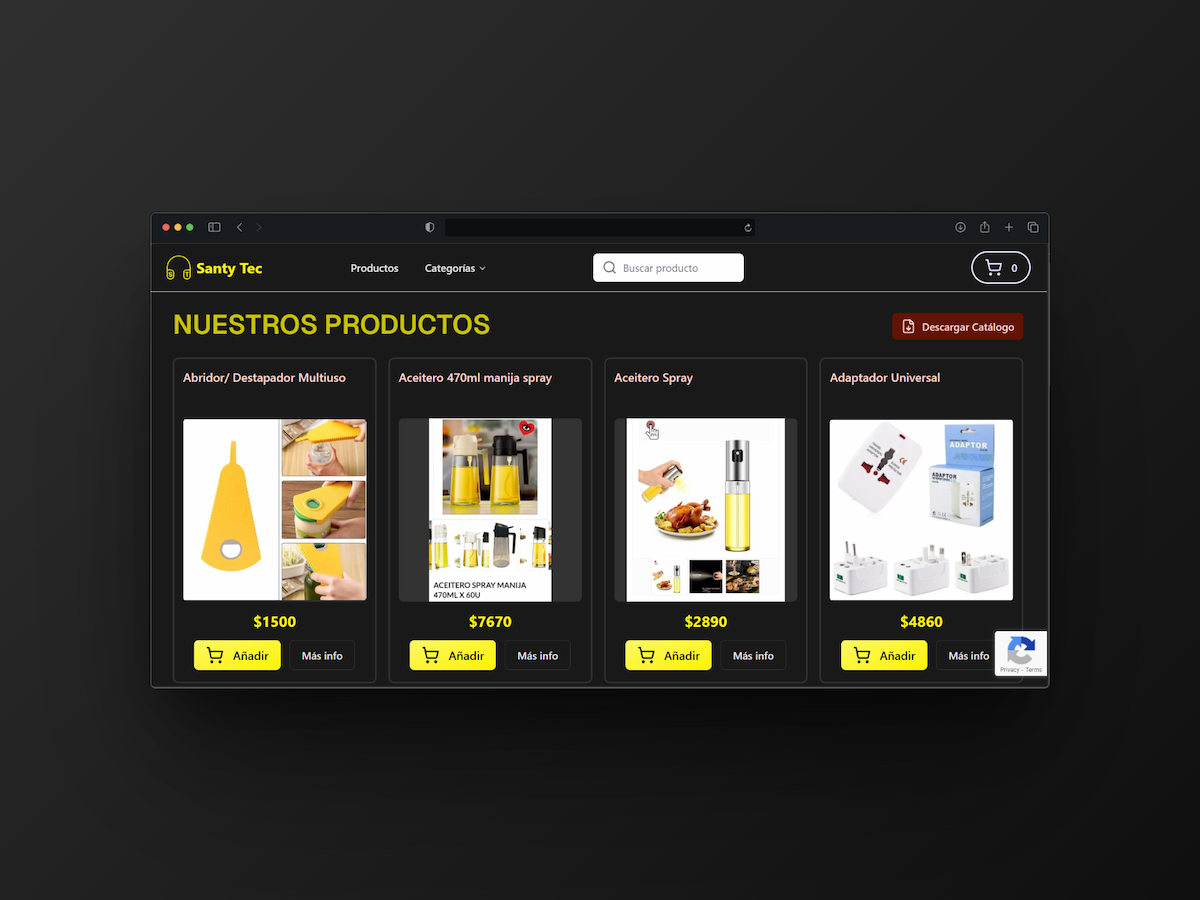 S T
Santy Tec
Productos
Categorías
Buscar producto
0
NUESTROS PRODUCTOS
Descargar Catálogo
Abridor/ Destapador Multiuso
Aceitero 470ml manija spray
Aceitero Spray
Adaptador Universal
ACEITERO SPRAY MANIJA
470ML X 60U
ADAPTOR
ADAPTOR
$1500
$7670
$2890
$4860
Añadir
Más info
Añadir
Más info
Añadir
Más info
Añadir
Más info
Privacy - Terms